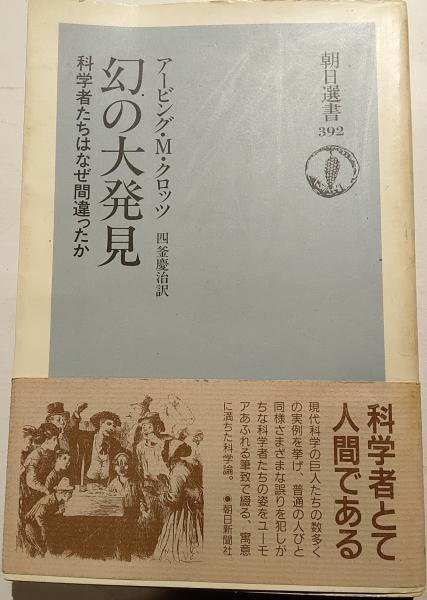 朝日選書
392
アービング・M・クロッツ
幻の大発見
科学者たちはなぜ間違ったか
四釜慶治訳
科学者とて
人間である
現代科学の巨人たちの数多く
の実例を挙げ、普通の人びと
同様さまざまな誤りを犯しが
ちな科学者たちの姿をユーモ
アあふれる筆致で綴る、寓意
に満ちた科学論。
●朝日新聞社